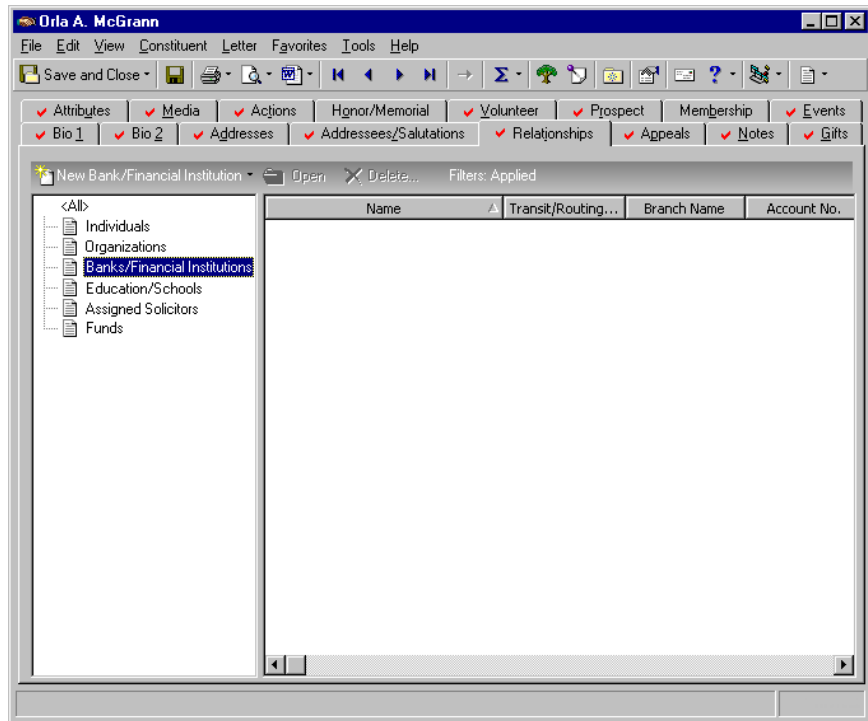 Orla A. McGrann
File Edit View Constituent Letter Favorites Tools Help
Save and Close
Attributes Media Actions Honor/Memorial Volunteer Prospect Membership Events
Bio 1 Bio 2 Addresses Addressees/Salutations Relationships Appeals Notes Gifts
New Bank/Financial Institution Open Delete... Filters: Applied
<All> Name Transit/Routing... Branch Name Account No.
Individuals
Organizations
Banks/Financial Institutions
Education/Schools
Assigned Solicitors
Funds